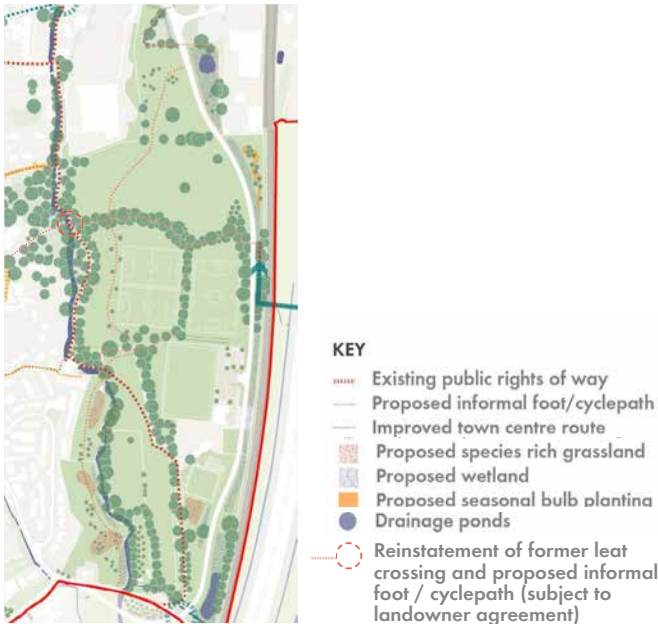 KEY
Existing public rights of way
Proposed informal foot/cyclepath
Improved town centre route
Proposed species rich grassland
Proposed wetland
Proposed seasonal bulb planting
Drainage ponds
Reinstatement of former leat
crossing and proposed informal
foot / cyclepath (subject to
landowner agreement)